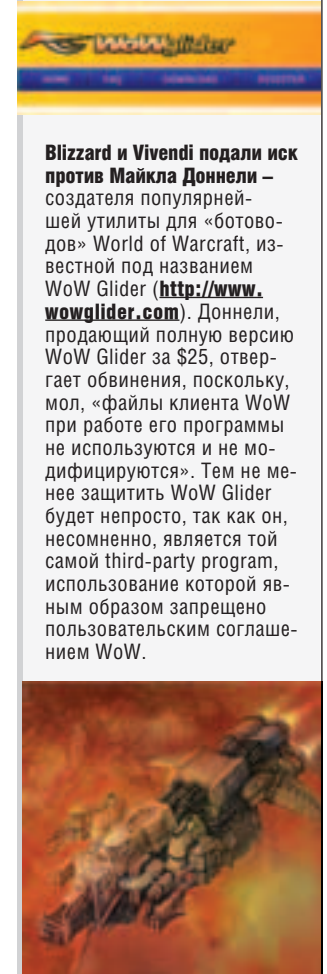 WoWglider
HOME FAQ DOWNLOAD REGISTER
Blizzard и Vivendi подали иск
против Майкла Доннели –
создателя популярней-
шей утилиты для «ботово-
дов» World of Warcraft, из-
вестной под названием
WoW Glider (http://www.
wowglider.com). Доннели,
продающий полную версию
WoW Glider за $25, отвер-
гает обвинения, поскольку,
мол, «файлы клиента WoW
при работе его программы
не используются и не мо-
дифицируются». Тем не ме-
нее защитить WoW Glider
будет непросто, так как он,
несомненно, является той
самой third-party program,
использование которой яв-
ным образом запрещено
пользовательским соглаше-
нием WoW.